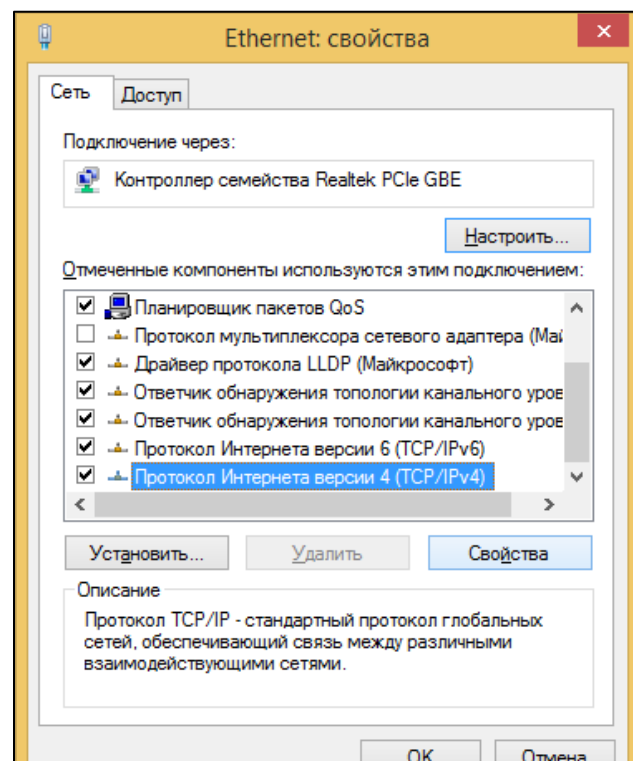 Ethernet: свойства
Сеть
Доступ
Подключение через:
Контроллер семейства Realtek PCIe GBE
Настроить...
Отмеченные компоненты используются этим подключением:
Планировщик пакетов QoS
Протокол мультиплексора сетевого адаптера (Май
Драйвер протокола LLDP (Майкрософт)
Ответчик обнаружения топологии канального уров
Ответчик обнаружения топологии канального уров
Протокол Интернета версии 6 (TCP/IPv6)
Протокол Интернета версии 4 (TCP/IPv4)
Установить...
Удалить
Свойства
Описание
Протокол TCP/IP - стандартный протокол глобальных
сетей, обеспечивающий связь между различными
взаимодействующими сетями.
OK
Отмена